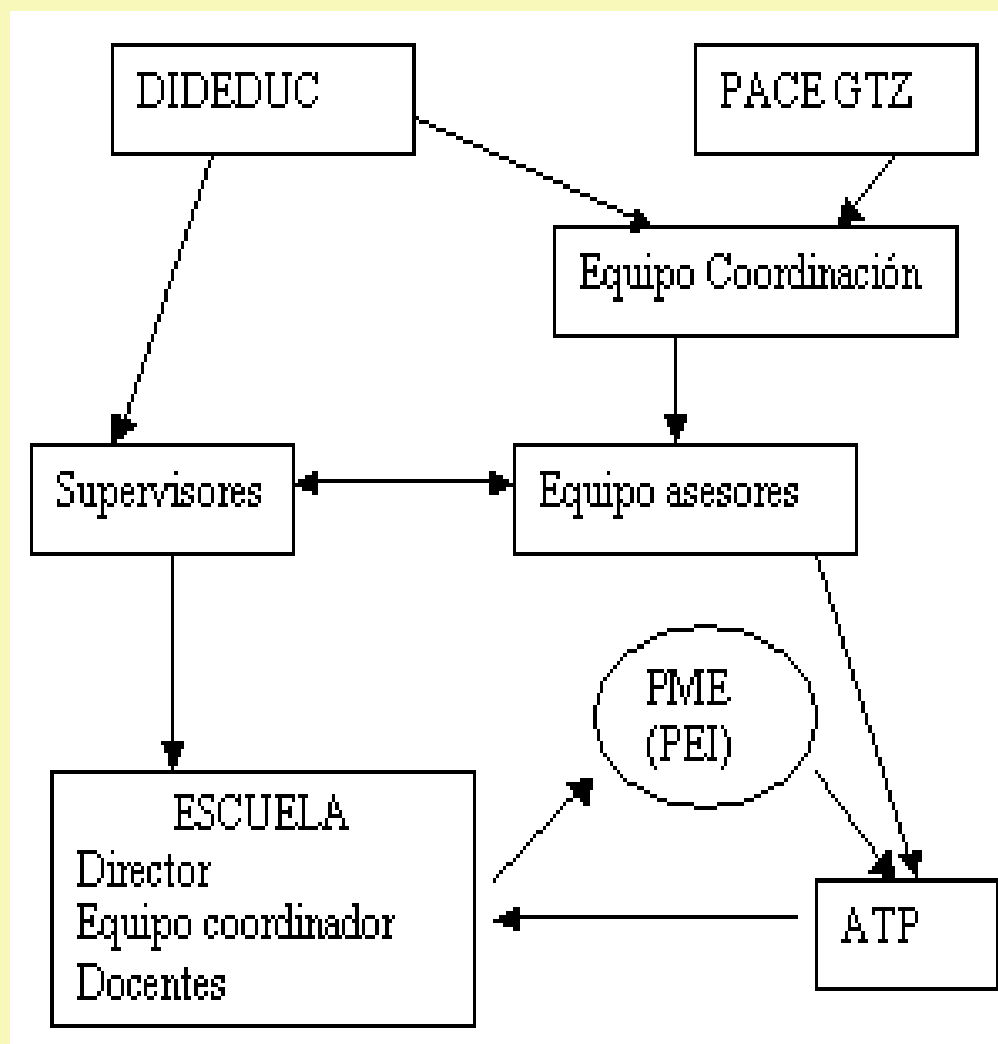 DIDEDUC
PACE GTZ
Equipo Coordinación
Supervisores
Equipo asesores
PME
(PEI)
ESCUELA
Director
Equipo coordinador
Docentes
ATP